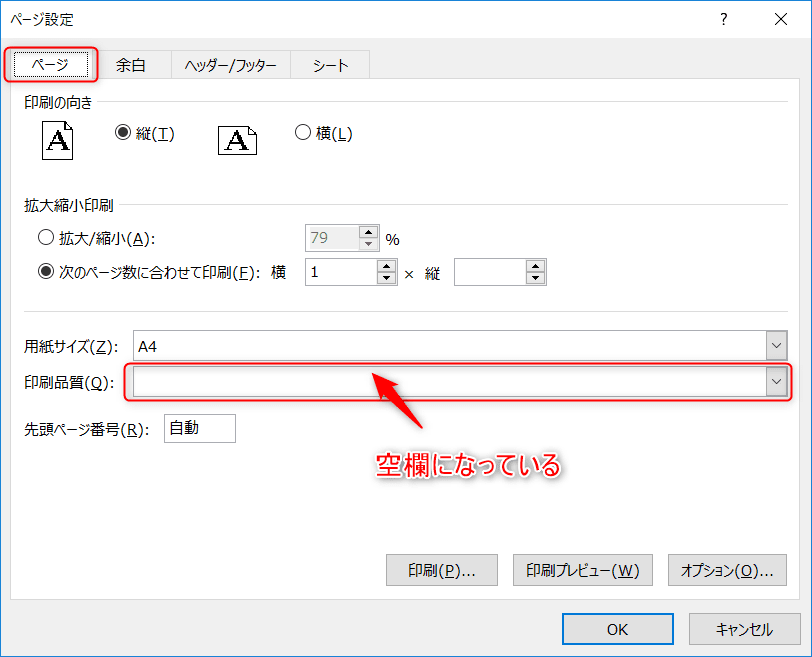 ページ設定 ?
ページ 余白 ヘッダー/フッター シート
印刷の向き
A 縦(T) A 横(L)
拡大縮小印刷
拡大/縮小(A): 79 %
次のページ数に合わせて印刷(F): 横 1 × 縦
用紙サイズ(Z): A4
印刷品質(Q):
先頭ページ番号(R): 自動
空欄になっている
印刷(P)... 印刷プレビュー(W) オプション(O)...
OK キャンセル